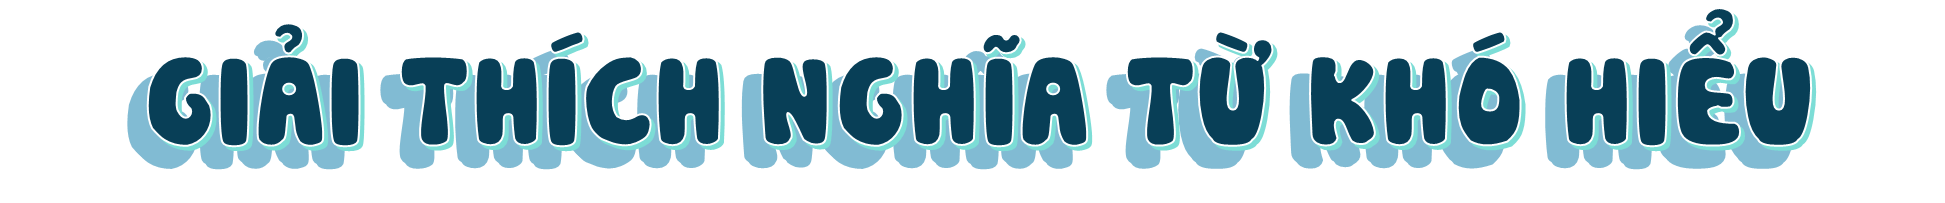 GIẢI THÍCH NGHĨA TỪ KHÓ HIỂU